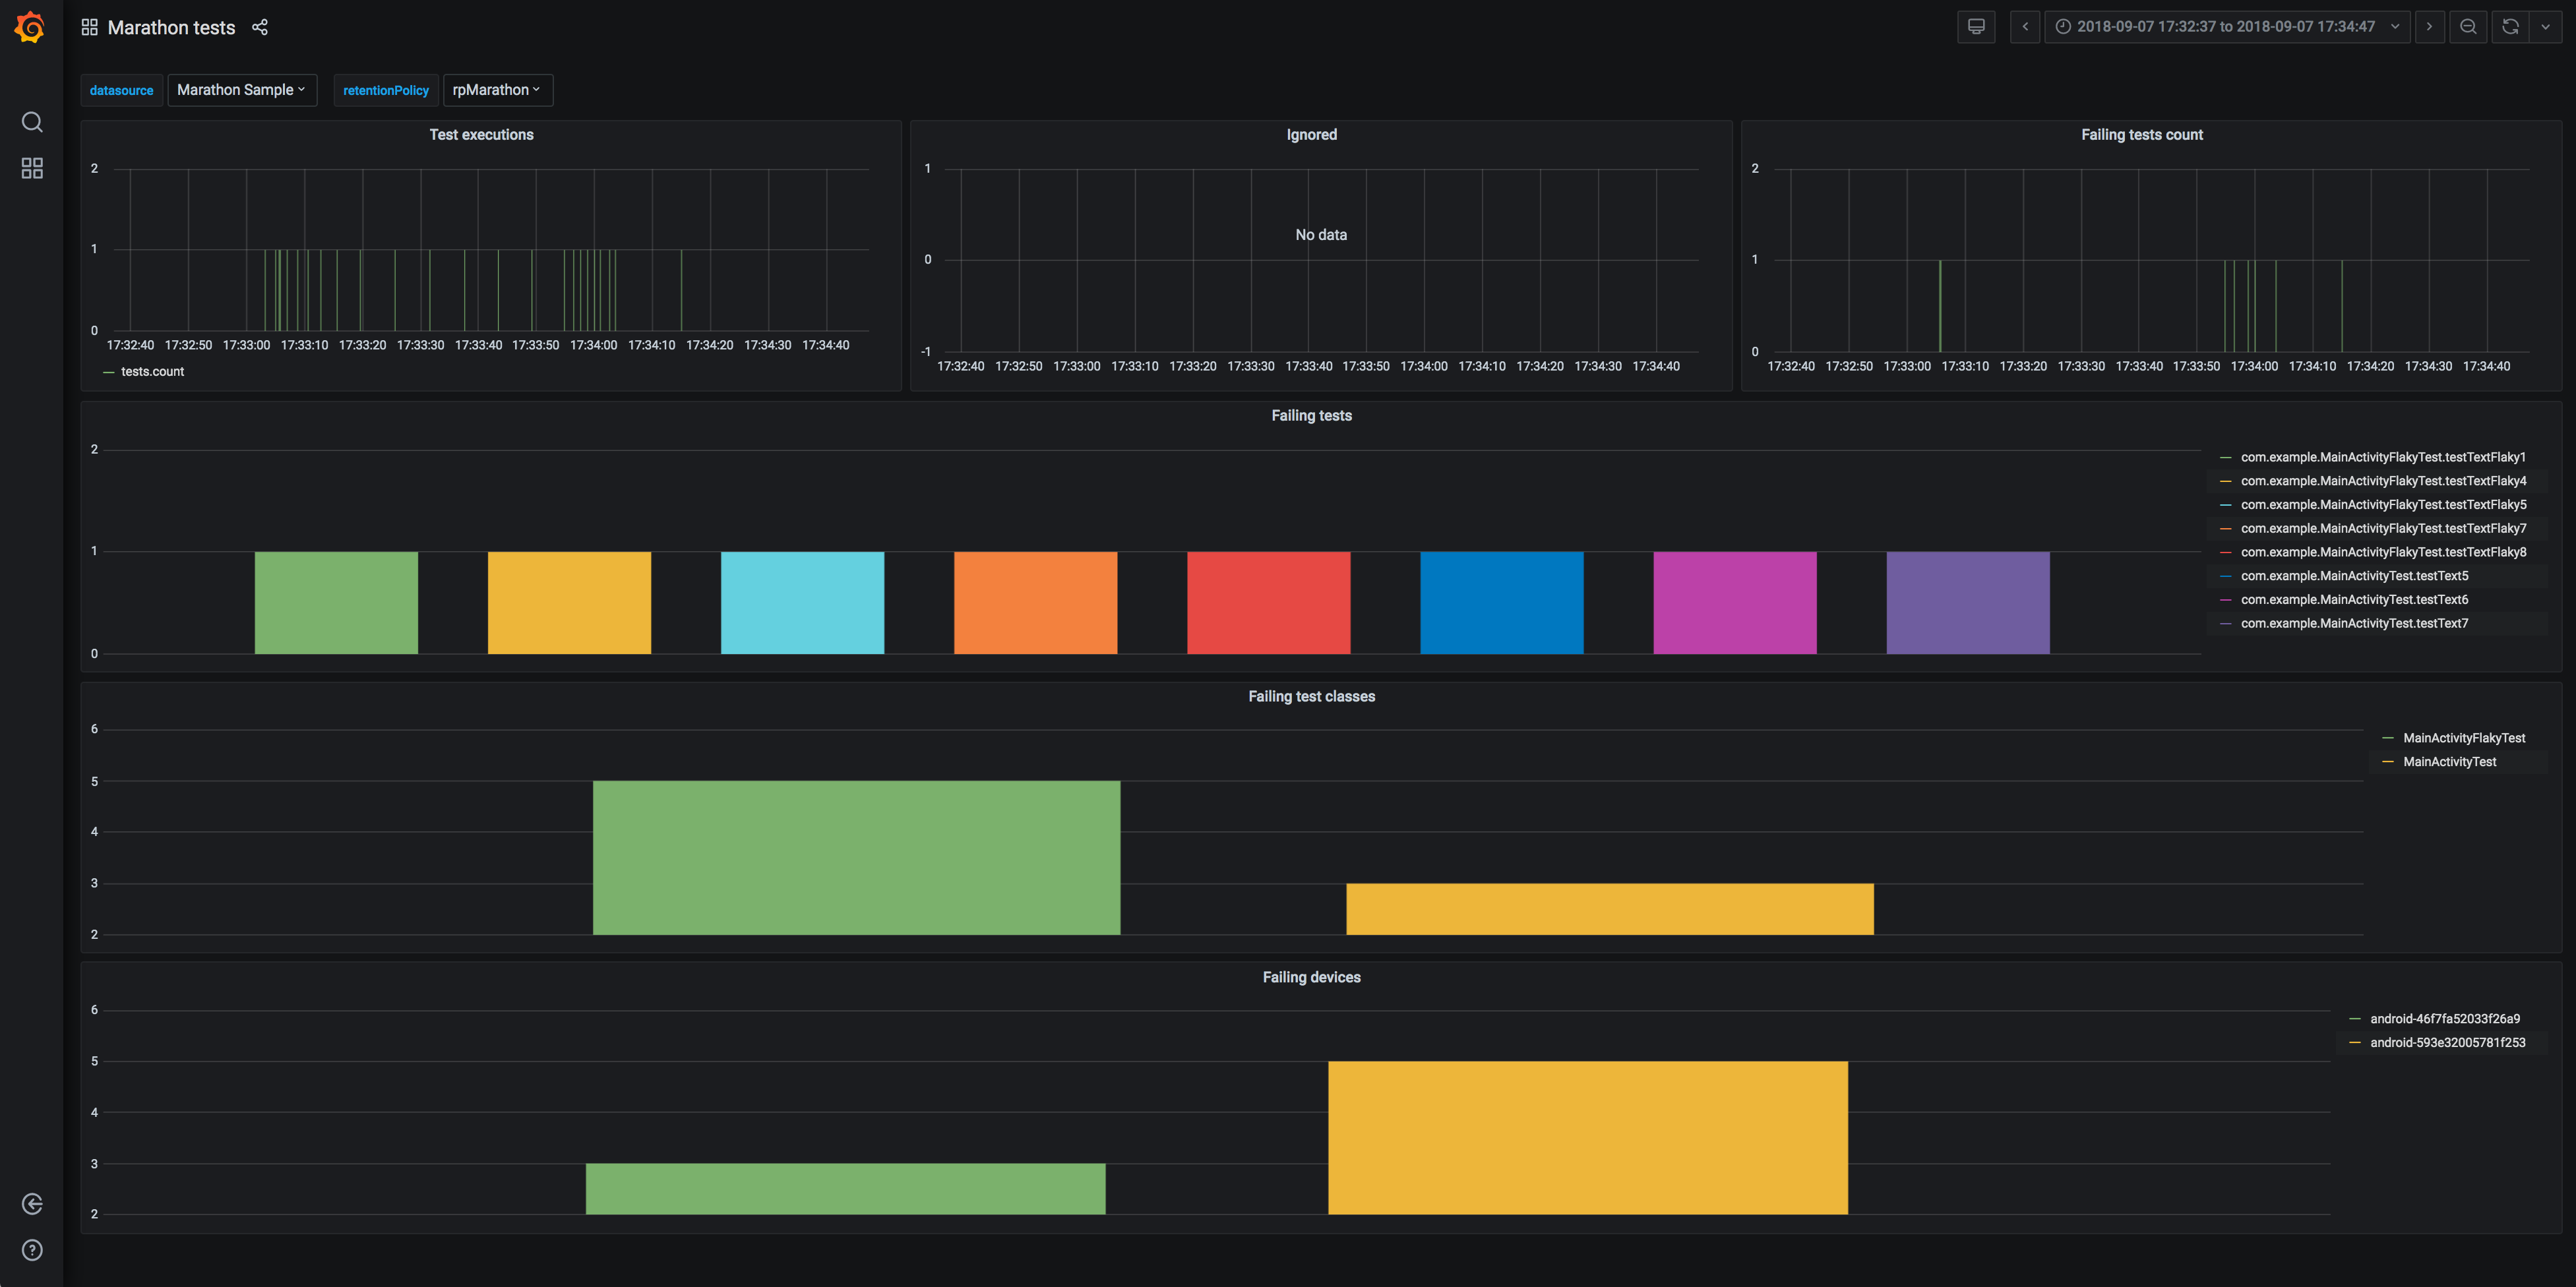 Marathon tests
2018-09-07 17:32:37 to 2018-09-07 17:34:47
datasource Marathon Sample retentionPolicy rpMarathon
Test executions
2
1
0
17:32:40 17:32:50 17:33:00 17:33:10 17:33:20 17:33:30 17:33:40 17:33:50 17:34:00 17:34:10 17:34:20 17:34:30 17:34:40
tests.count
Ignored
1
No data
0
-1
17:32:40 17:32:50 17:33:00 17:33:10 17:33:20 17:33:30 17:33:40 17:33:50 17:34:00 17:34:10 17:34:20 17:34:30 17:34:40
Failing tests count
2
1
0
17:32:40 17:32:50 17:33:00 17:33:10 17:33:20 17:33:30 17:33:40 17:33:50 17:34:00 17:34:10 17:34:20 17:34:30 17:34:40
Failing tests
2
1
0
com.example.MainActivityFlakyTest.testTextFlaky1
com.example.MainActivityFlakyTest.testTextFlaky4
com.example.MainActivityFlakyTest.testTextFlaky5
com.example.MainActivityFlakyTest.testTextFlaky7
com.example.MainActivityFlakyTest.testTextFlaky8
com.example.MainActivityTest.testText5
com.example.MainActivityTest.testText6
com.example.MainActivityTest.testText7
Failing test classes
6
5
4
3
2
MainActivityFlakyTest
MainActivityTest
Failing devices
6
5
4
3
2
android-46f7fa52033f26a9
android-593e32005781f253